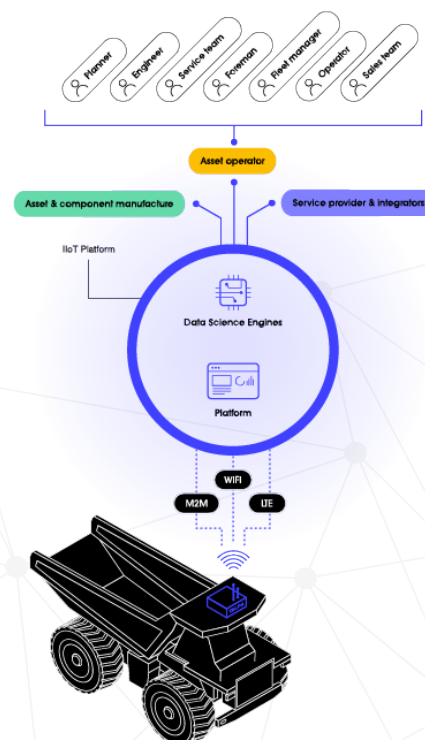 Planner
Engineer
Service team
Foreman
Fleet manager
Operator
Sales team
Asset operator
Asset & component manufacture
Service provider & integrators
IIoT Platform
Data Science Engines
Platform
WIFI
M2M
LTE